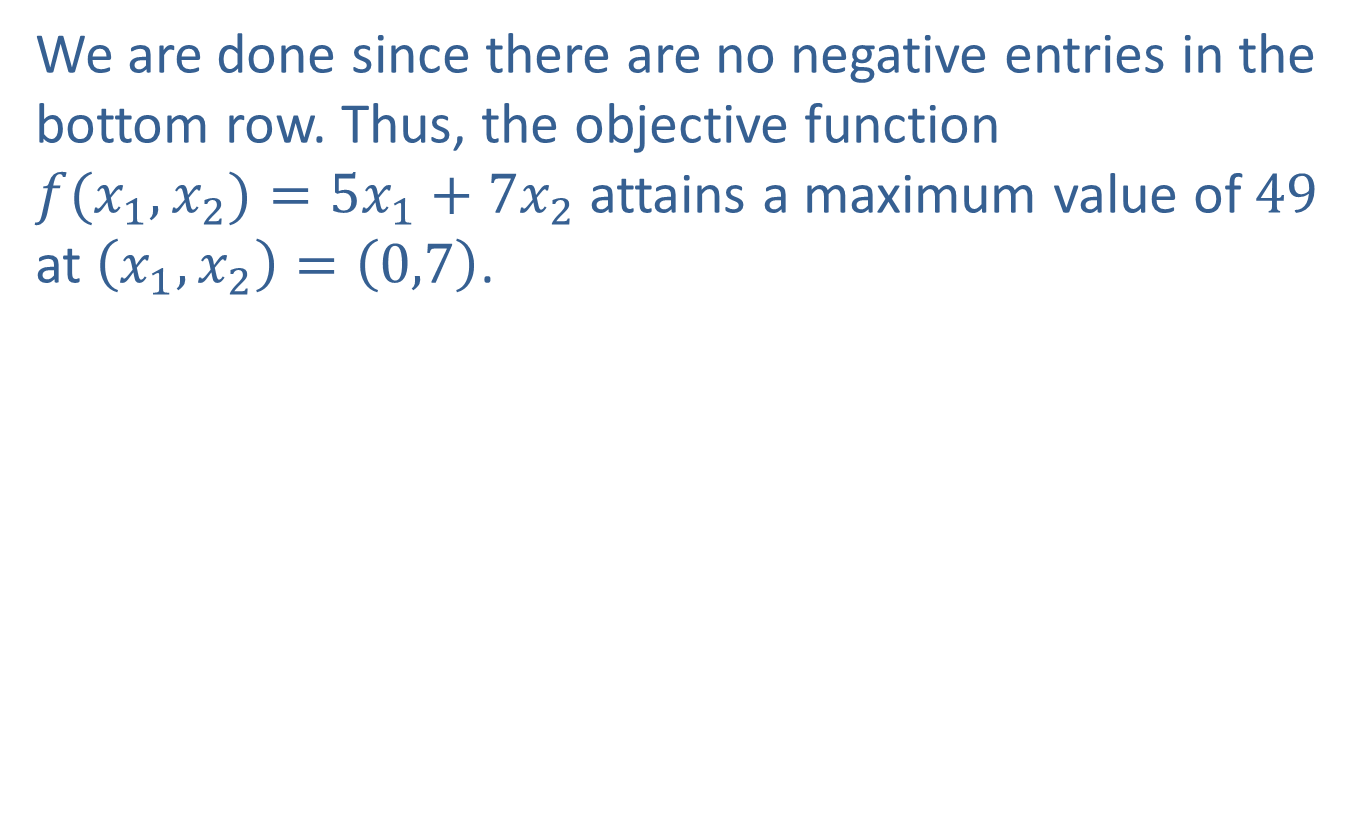 We are done since there are no negative entries in the
bottom row. Thus, the objective function
𝑓(𝑥₁, 𝑥₂) = 5𝑥₁ + 7𝑥₂ attains a maximum value of 49
at (𝑥₁, 𝑥₂) = (0,7).